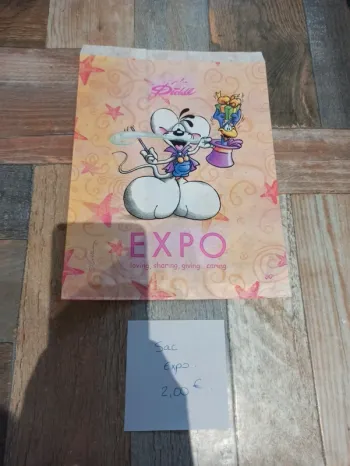 Diddl
EXPO
loving, sharing, giving, caring
Sac
Expo
2,00 €